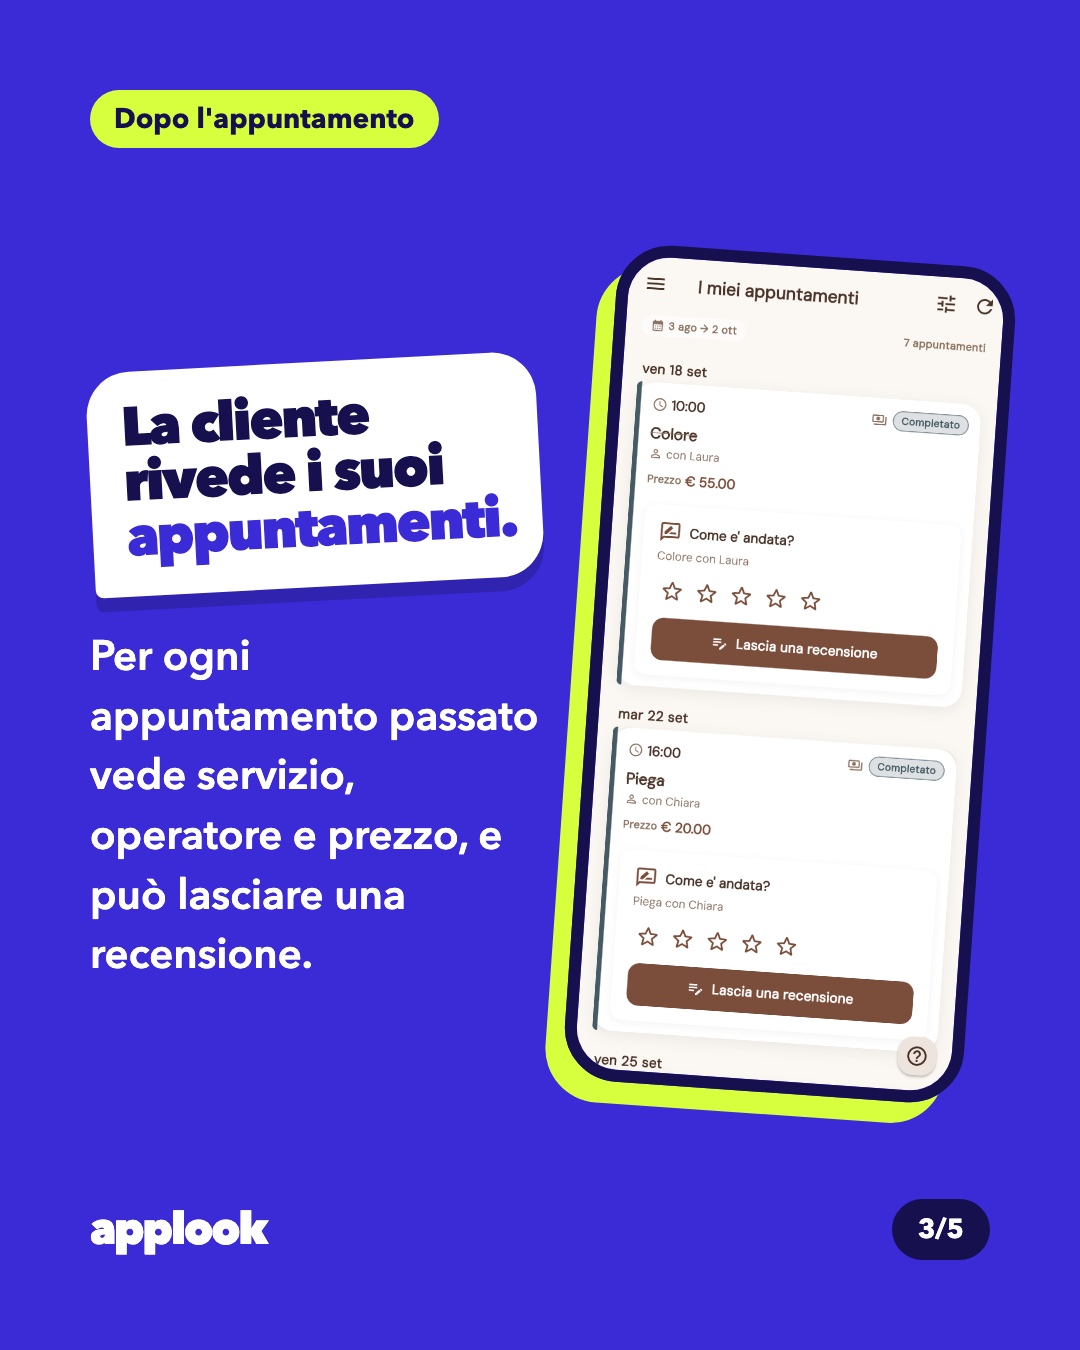 Dopo l'appuntamento
La cliente
rivede i suoi
appuntamenti.
Per ogni
appuntamento passato
vede servizio,
operatore e prezzo, e
può lasciare una
recensione.
I miei appuntamenti
3 ago → 2 ott
7 appuntamenti
ven 18 set
10:00
Completato
Colore
con Laura
Prezzo € 55.00
Come e' andata?
Colore con Laura
Lascia una recensione
mar 22 set
16:00
Completato
Piega
con Chiara
Prezzo € 20.00
Come e' andata?
Piega con Chiara
Lascia una recensione
ven 25 set
applook
3/5